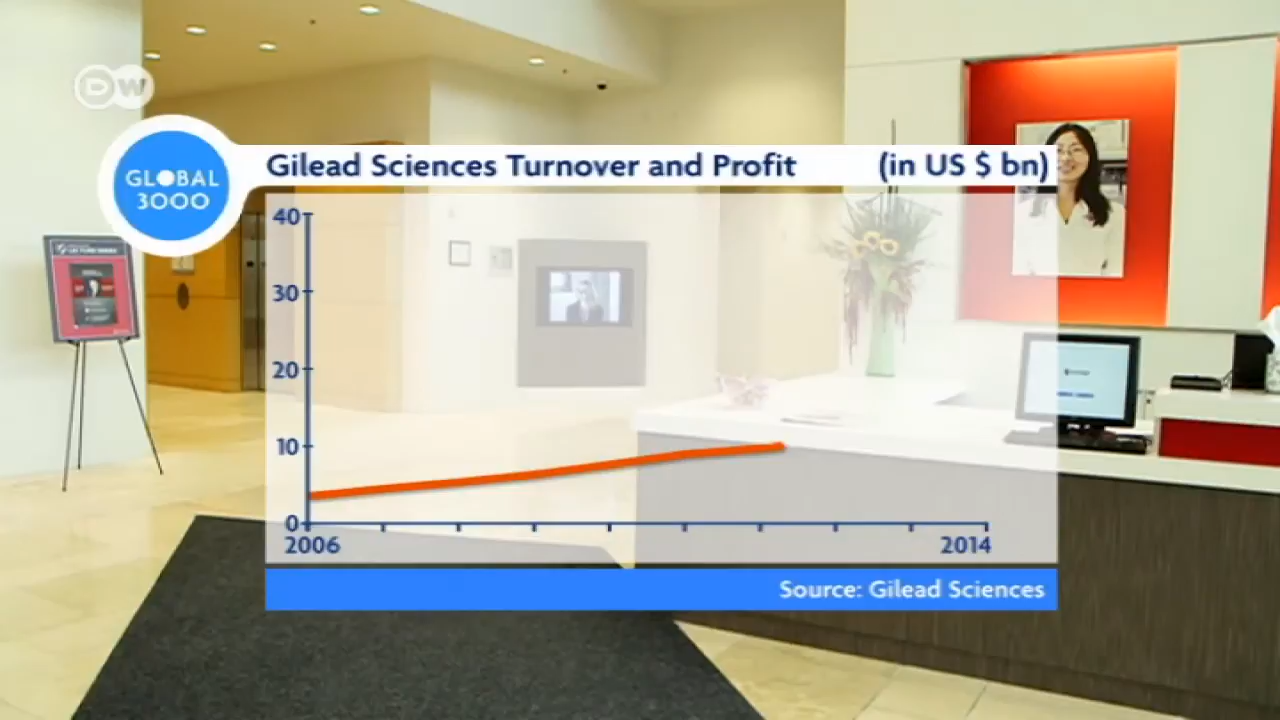 DW
GLOBAL
3000
Gilead Sciences Turnover and Profit (in US $ bn)
40
30
20
10
0
2006 2014
Source: Gilead Sciences